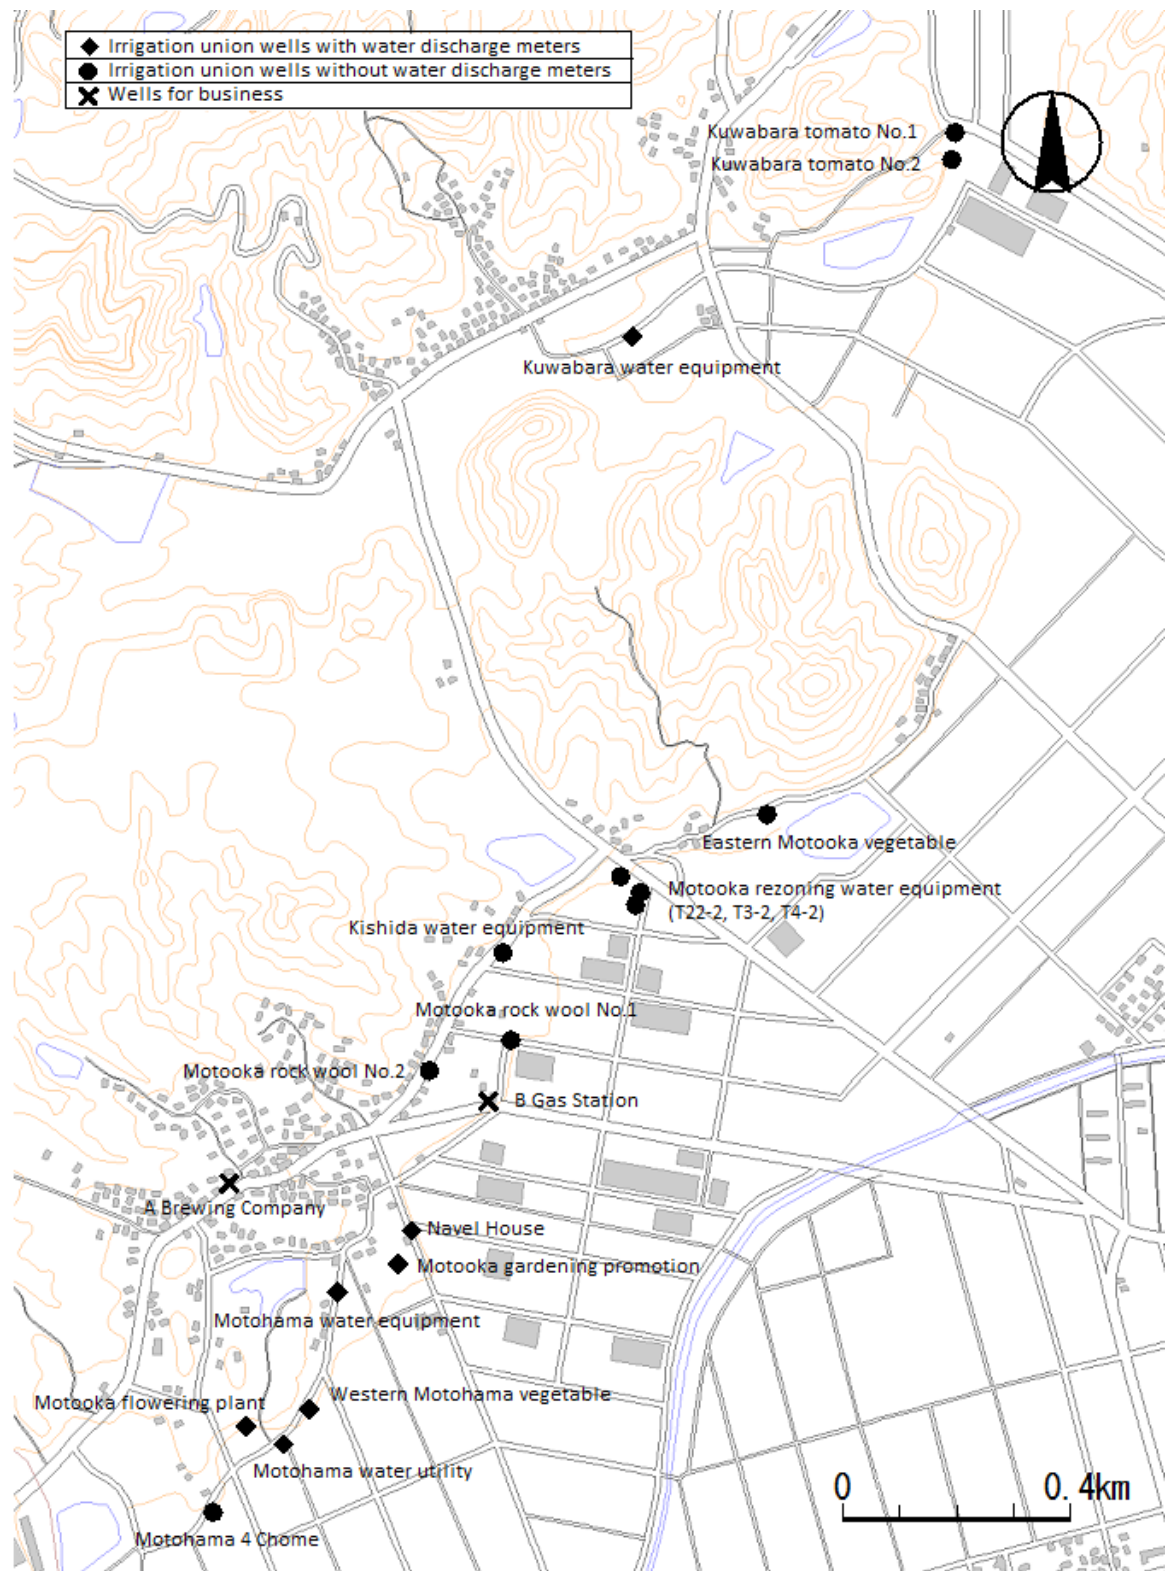 Irrigation union wells with water discharge meters
Irrigation union wells without water discharge meters
Wells for business
Kuwabara tomato No.1
Kuwabara tomato No.2
Kuwabara water equipment
Eastern Motooka vegetable
Motooka rezoning water equipment
(T22-2, T3-2, T4-2)
Kishida water equipment
Motooka rock wool No.1
Motooka rock wool No.2
B Gas Station
A Brewing Company
Navel House
Motooka gardening promotion
Motohama water equipment
Western Motohama vegetable
Motooka flowering plant
Motohama water utility
Motohama 4 Chome
0 0.4km